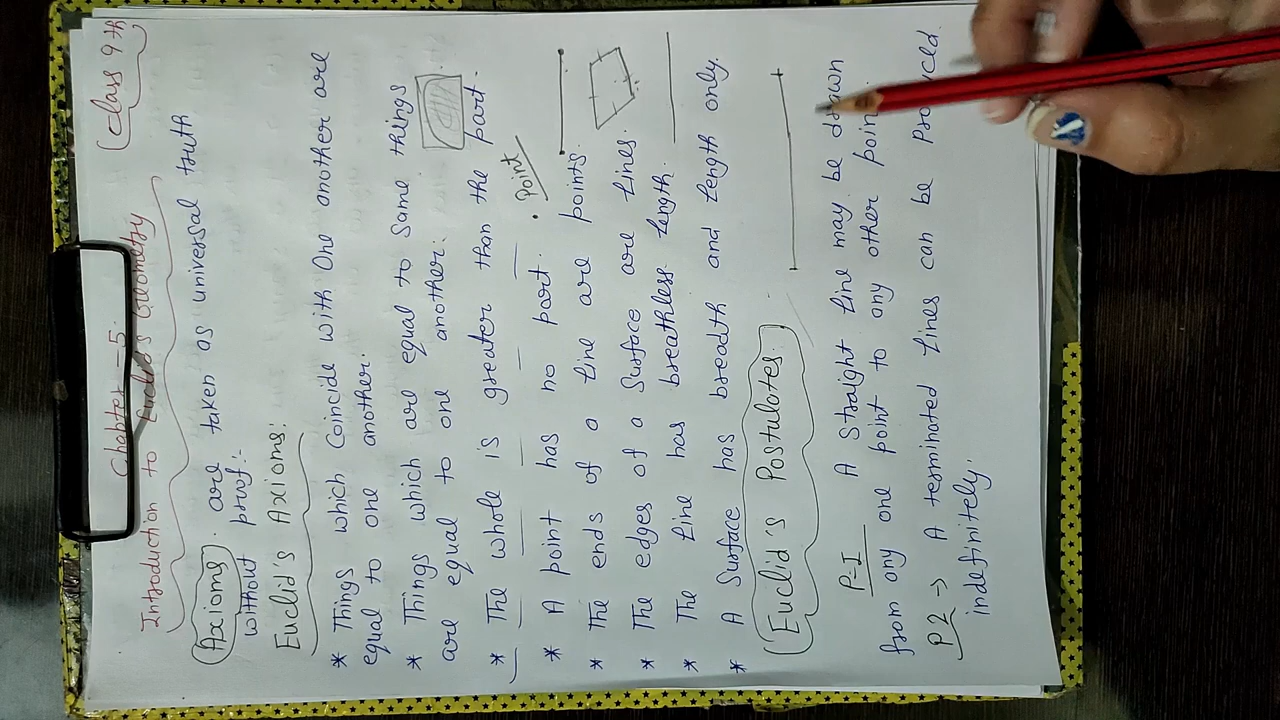 Chapter - 5. (Class 9th)
Introduction to Euclid's Geometry
Axioms. are taken as universal truth
without proof:-
Euclid's Axioms:
* Things which Coincide with One another are
equal to one another.
* Things which are equal to same things
are equal to one another.
* The whole is greater than the part.
* A point has no part. . Point
* The ends of a line are points.
* The edges of a Surface are lines.
* The line has breathless length.
* A Surface has breadth and length only.
Euclid's Postulates.
P-I A Straight line may be drawn
from any one point to any other
P2 → A terminated lines can be
indefinitely.